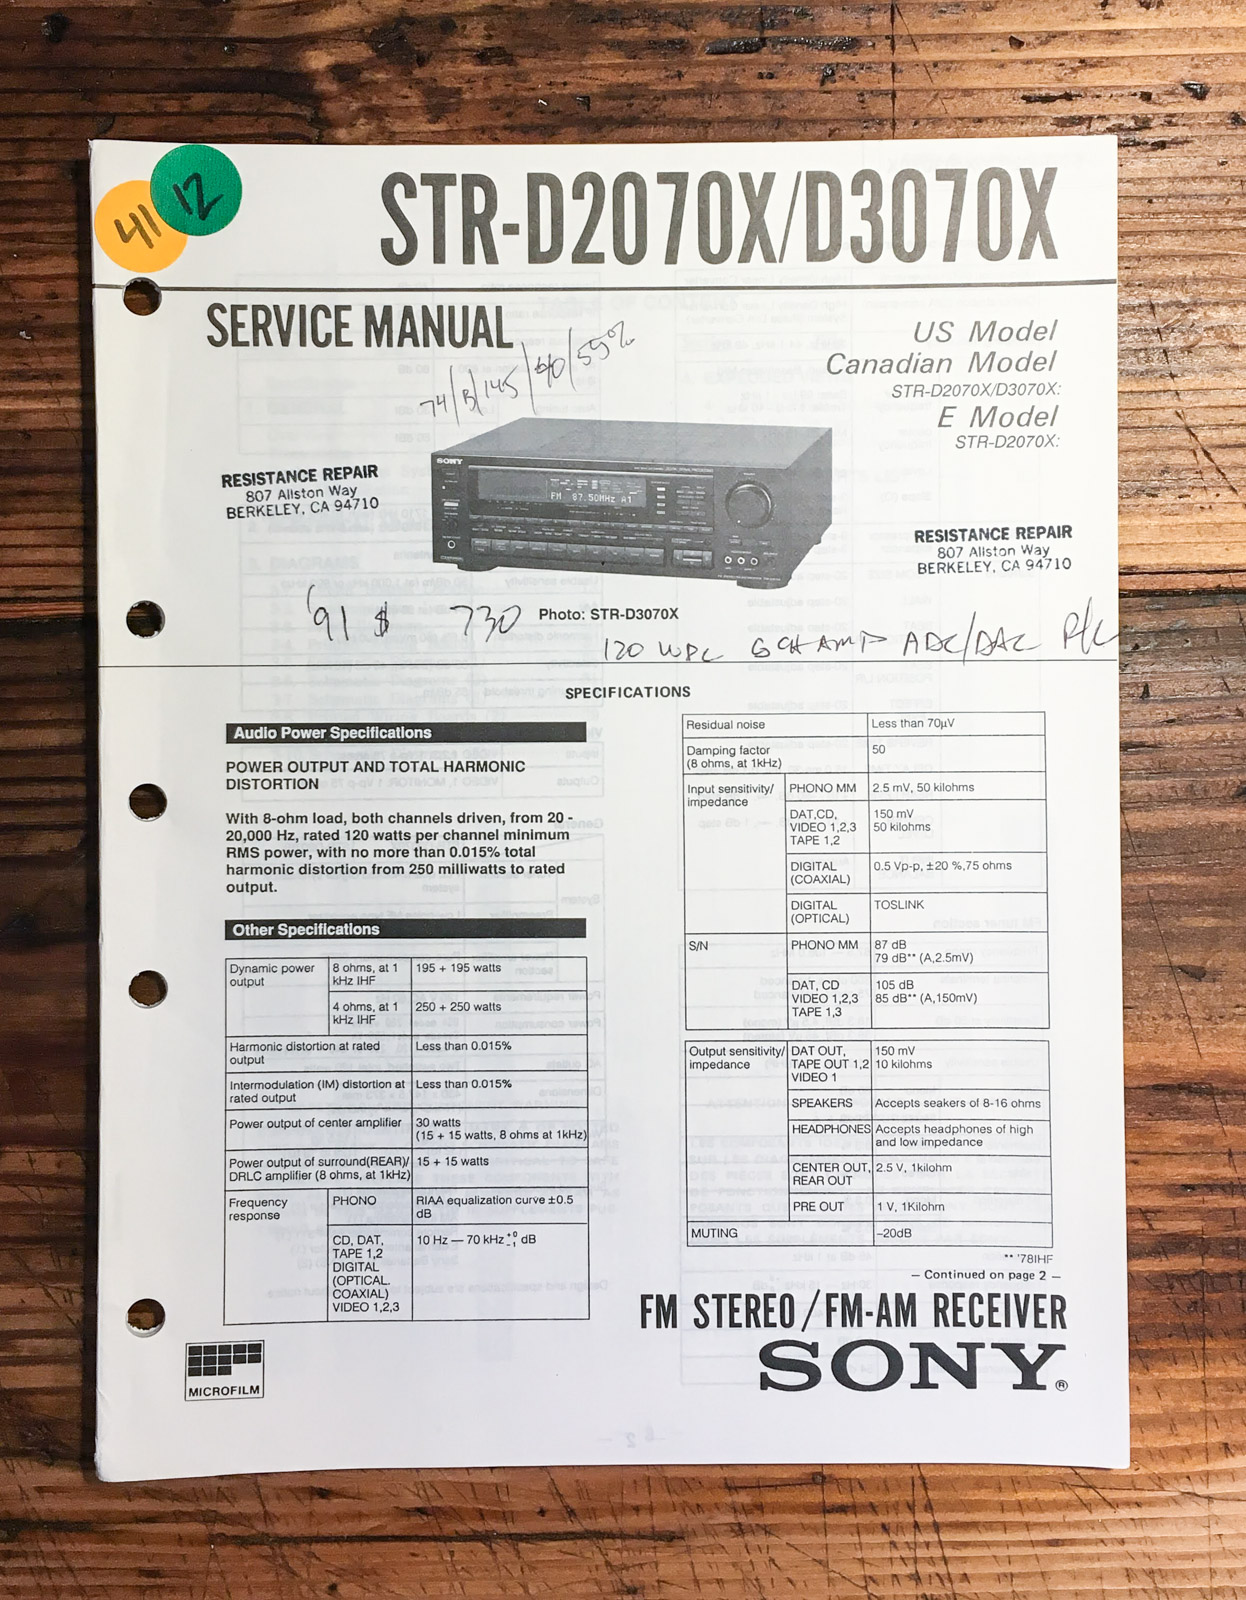 41
12
STR-D2070X/D3070X
SERVICE MANUAL
US Model
Canadian Model
STR-D2070X/D3070X:
E Model
STR-D2070X:
74/B/145/60/55%
RESISTANCE REPAIR
807 Allston Way
BERKELEY, CA 94710
SONY
FM 87.50MHz A1
RESISTANCE REPAIR
807 Allston Way
BERKELEY, CA 94710
'91 $ 730
Photo: STR-D3070X
120 WPC 6 CH AMP ADC/DAC P/C
SPECIFICATIONS
Audio Power Specifications
POWER OUTPUT AND TOTAL HARMONIC
DISTORTION
With 8-ohm load, both channels driven, from 20 -
20,000 Hz, rated 120 watts per channel minimum
RMS power, with no more than 0.015% total
harmonic distortion from 250 milliwatts to rated
output.
Other Specifications
Dynamic power output 8 ohms, at 1 kHz IHF 195 + 195 watts
4 ohms, at 1 kHz IHF 250 + 250 watts
Harmonic distortion at rated output Less than 0.015%
Intermodulation (IM) distortion at rated output Less than 0.015%
Power output of center amplifier 30 watts
(15 + 15 watts, 8 ohms at 1kHz)
Power output of surround(REAR)/ DRLC amplifier (8 ohms, at 1kHz) 15 + 15 watts
Frequency response PHONO RIAA equalization curve ±0.5 dB
CD, DAT, TAPE 1,2 DIGITAL (OPTICAL. COAXIAL) VIDEO 1,2,3 10 Hz — 70 kHz +0 -1 dB
Residual noise Less than 70µV
Damping factor (8 ohms, at 1kHz) 50
Input sensitivity/ impedance PHONO MM 2.5 mV, 50 kilohms
DAT,CD, VIDEO 1,2,3 TAPE 1,2 150 mV 50 kilohms
DIGITAL (COAXIAL) 0.5 Vp-p, ±20 %,75 ohms
DIGITAL (OPTICAL) TOSLINK
S/N PHONO MM 87 dB
79 dB** (A,2.5mV)
DAT, CD VIDEO 1,2,3 TAPE 1,3 105 dB
85 dB** (A,150mV)
Output sensitivity/ impedance DAT OUT, TAPE OUT 1,2 VIDEO 1 150 mV 10 kilohms
SPEAKERS Accepts seakers of 8-16 ohms
HEADPHONES Accepts headphones of high and low impedance
CENTER OUT, REAR OUT 2.5 V, 1kilohm
PRE OUT 1 V, 1Kilohm
MUTING –20dB
** '78IHF
— Continued on page 2 —
FM STEREO/FM-AM RECEIVER
SONY®
MICROFILM